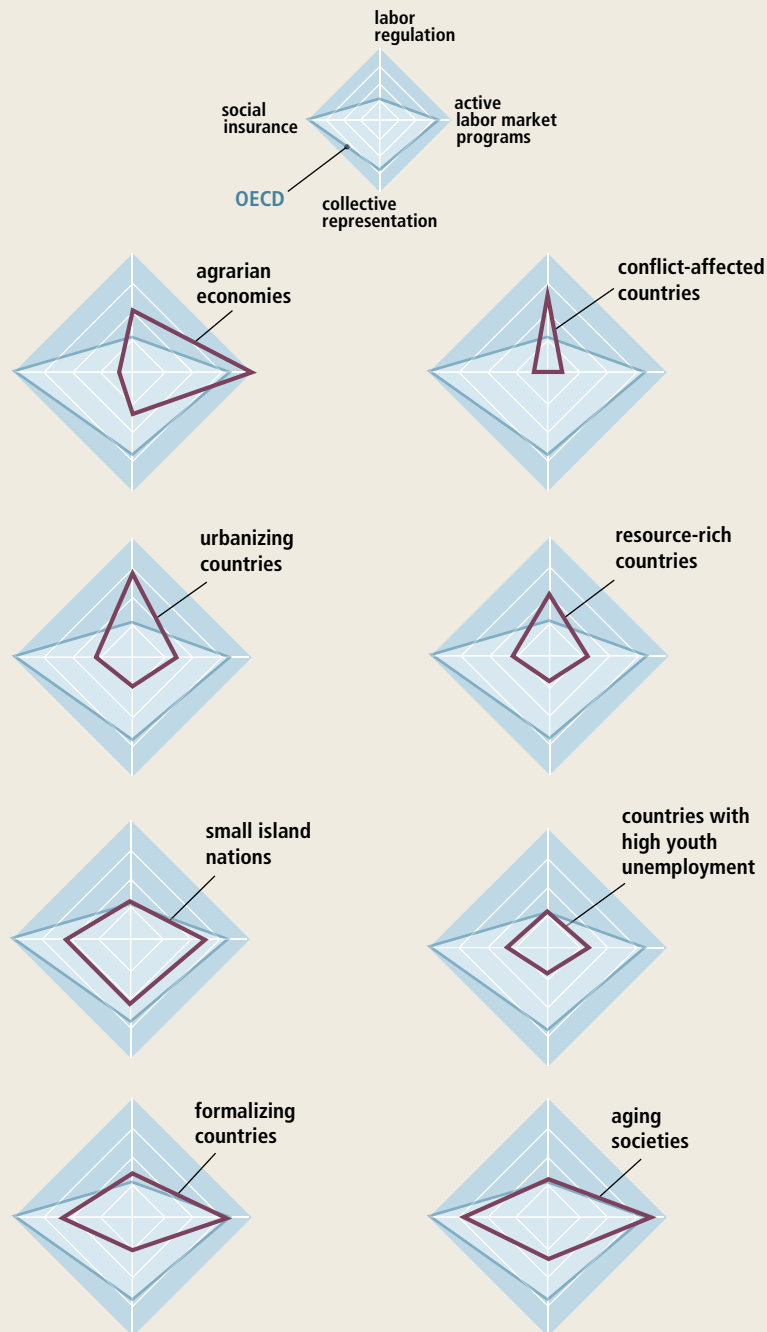 labor
regulation
social
insurance
active
labor market
programs
OECD
collective
representation
agrarian
economies
conflict-affected
countries
urbanizing
countries
resource-rich
countries
small island
nations
countries with
high youth
unemployment
formalizing
countries
aging
societies